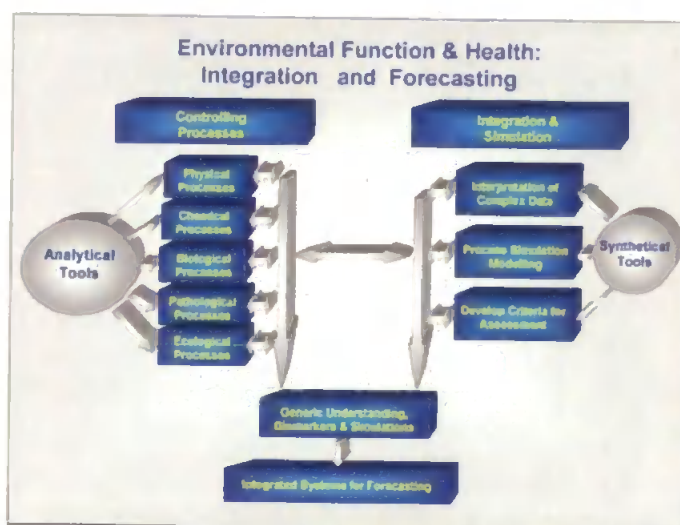 Environmental Function & Health:
Integration and Forecasting
Controlling
Processes
Integration &
Simulation
Analytical
Tools
Physical
Processes
Chemical
Processes
Biological
Processes
Pathological
Processes
Ecological
Processes
Interpretation of
Complex Data
Process Simulation
Modelling
Develop Criteria for
Assessment
Synthetical
Tools
Generic Understanding,
Biomarkers & Simulations
Integrated Systems for Forecasting